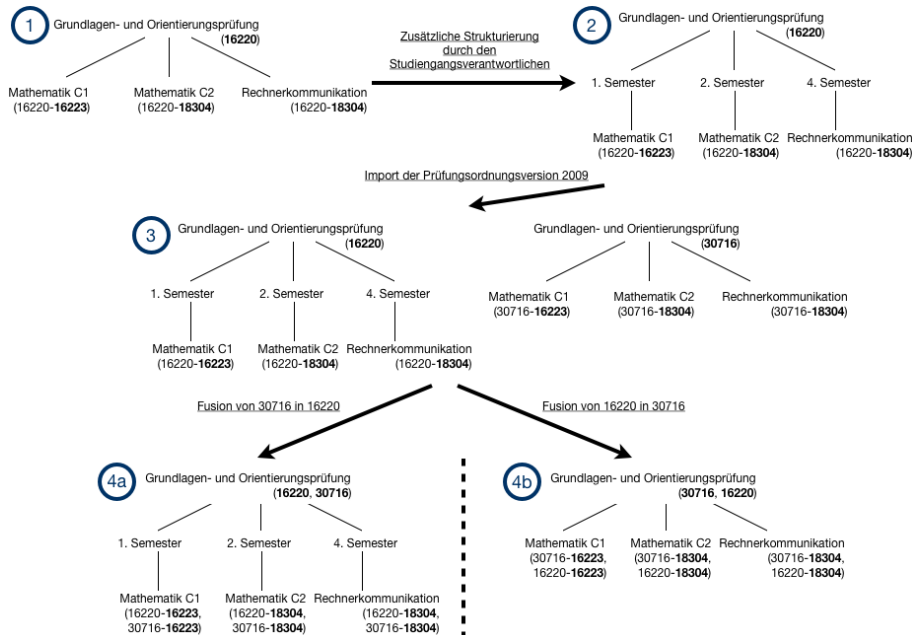 1
Grundlagen- und Orientierungsprüfung
(16220)
Mathematik C1
(16220-16223)
Mathematik C2
(16220-18304)
Rechnerkommunikation
(16220-18304)
Zusätzliche Strukturierung
durch den
Studiengangsverantwortlichen
2
Grundlagen- und Orientierungsprüfung
(16220)
1. Semester
2. Semester
4. Semester
Mathematik C1
(16220-16223)
Mathematik C2
(16220-18304)
Rechnerkommunikation
(16220-18304)
Import der Prüfungsordnungsversion 2009
3
Grundlagen- und Orientierungsprüfung
(16220)
1. Semester
2. Semester
4. Semester
Mathematik C1
(16220-16223)
Mathematik C2
(16220-18304)
Rechnerkommunikation
(16220-18304)
Grundlagen- und Orientierungsprüfung
(30716)
Mathematik C1
(30716-16223)
Mathematik C2
(30716-18304)
Rechnerkommunikation
(30716-18304)
Fusion von 30716 in 16220
Fusion von 16220 in 30716
4a
Grundlagen- und Orientierungsprüfung
(16220, 30716)
1. Semester
2. Semester
4. Semester
Mathematik C1
(16220-16223,
30716-16223)
Mathematik C2
(16220-18304,
30716-18304)
Rechnerkommunikation
(16220-18304,
30716-18304)
4b
Grundlagen- und Orientierungsprüfung
(30716, 16220)
Mathematik C1
(30716-16223,
16220-16223)
Mathematik C2
(30716-18304,
16220-18304)
Rechnerkommunikation
(30716-18304,
16220-18304)